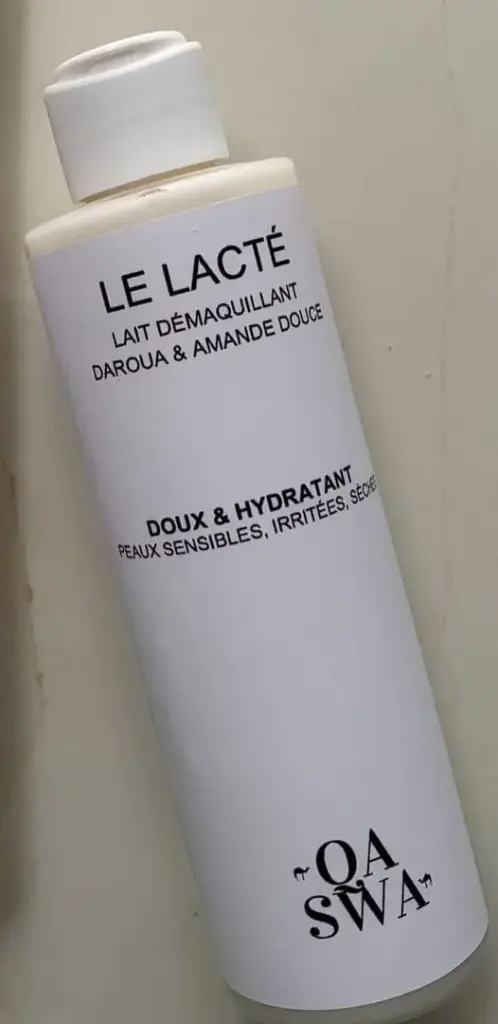 LE LACTÉ
LAIT DÉMAQUILLANT
DAROUA & AMANDE DOUCE
DOUX & HYDRATANT
PEAUX SENSIBLES, IRRITÉES, SÈCHES
QA
SWA